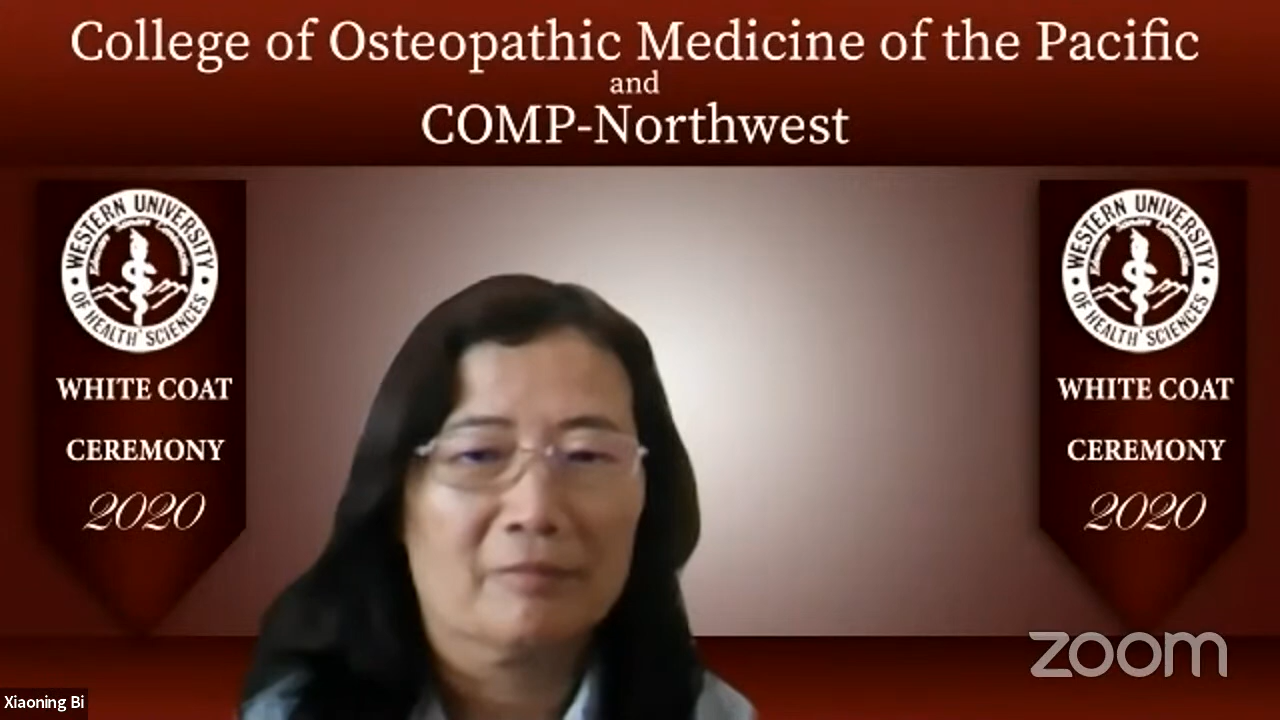 College of Osteopathic Medicine of the Pacific
and
COMP-Northwest
WESTERN UNIVERSITY
OF HEALTH SCIENCES
WHITE COAT
CEREMONY
2020
WESTERN UNIVERSITY
OF HEALTH SCIENCES
WHITE COAT
CEREMONY
2020
zoom
Xiaoning Bi